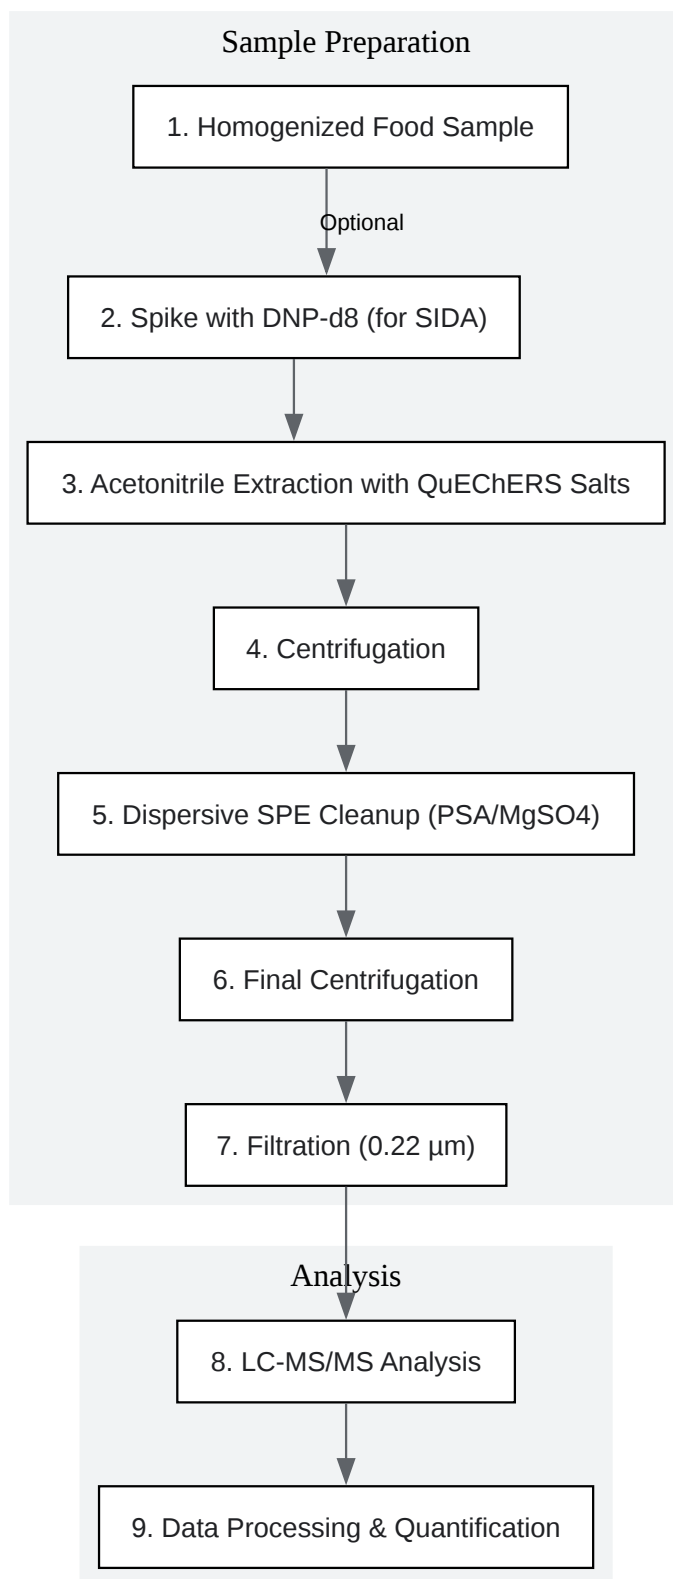 Sample Preparation
1. Homogenized Food Sample
Optional
2. Spike with DNP-d8 (for SIDA)
3. Acetonitrile Extraction with QuEChERS Salts
4. Centrifugation
5. Dispersive SPE Cleanup (PSA/MgSO4)
6. Final Centrifugation
7. Filtration (0.22 µm)
Analysis
8. LC-MS/MS Analysis
9. Data Processing & Quantification